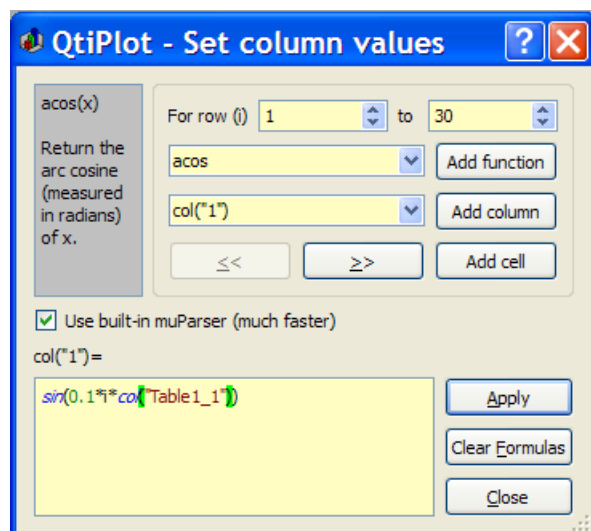 QtiPlot - Set column values
acos(x)
Return the
arc cosine
(measured
in radians)
of x.
For row (i) 1 to 30
acos Add function
col("1") Add column
<< >> Add cell
Use built-in muParser (much faster)
col("1")=
sin(0.1*i*col("Table1_1"))
Apply
Clear Formulas
Close